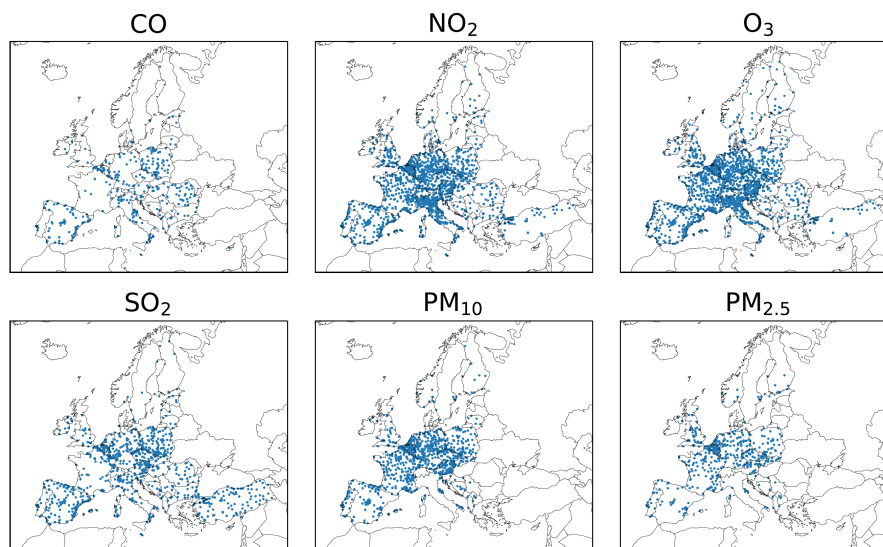 CO
NO₂
O₃
SO₂
PM₁₀
PM₂.₅